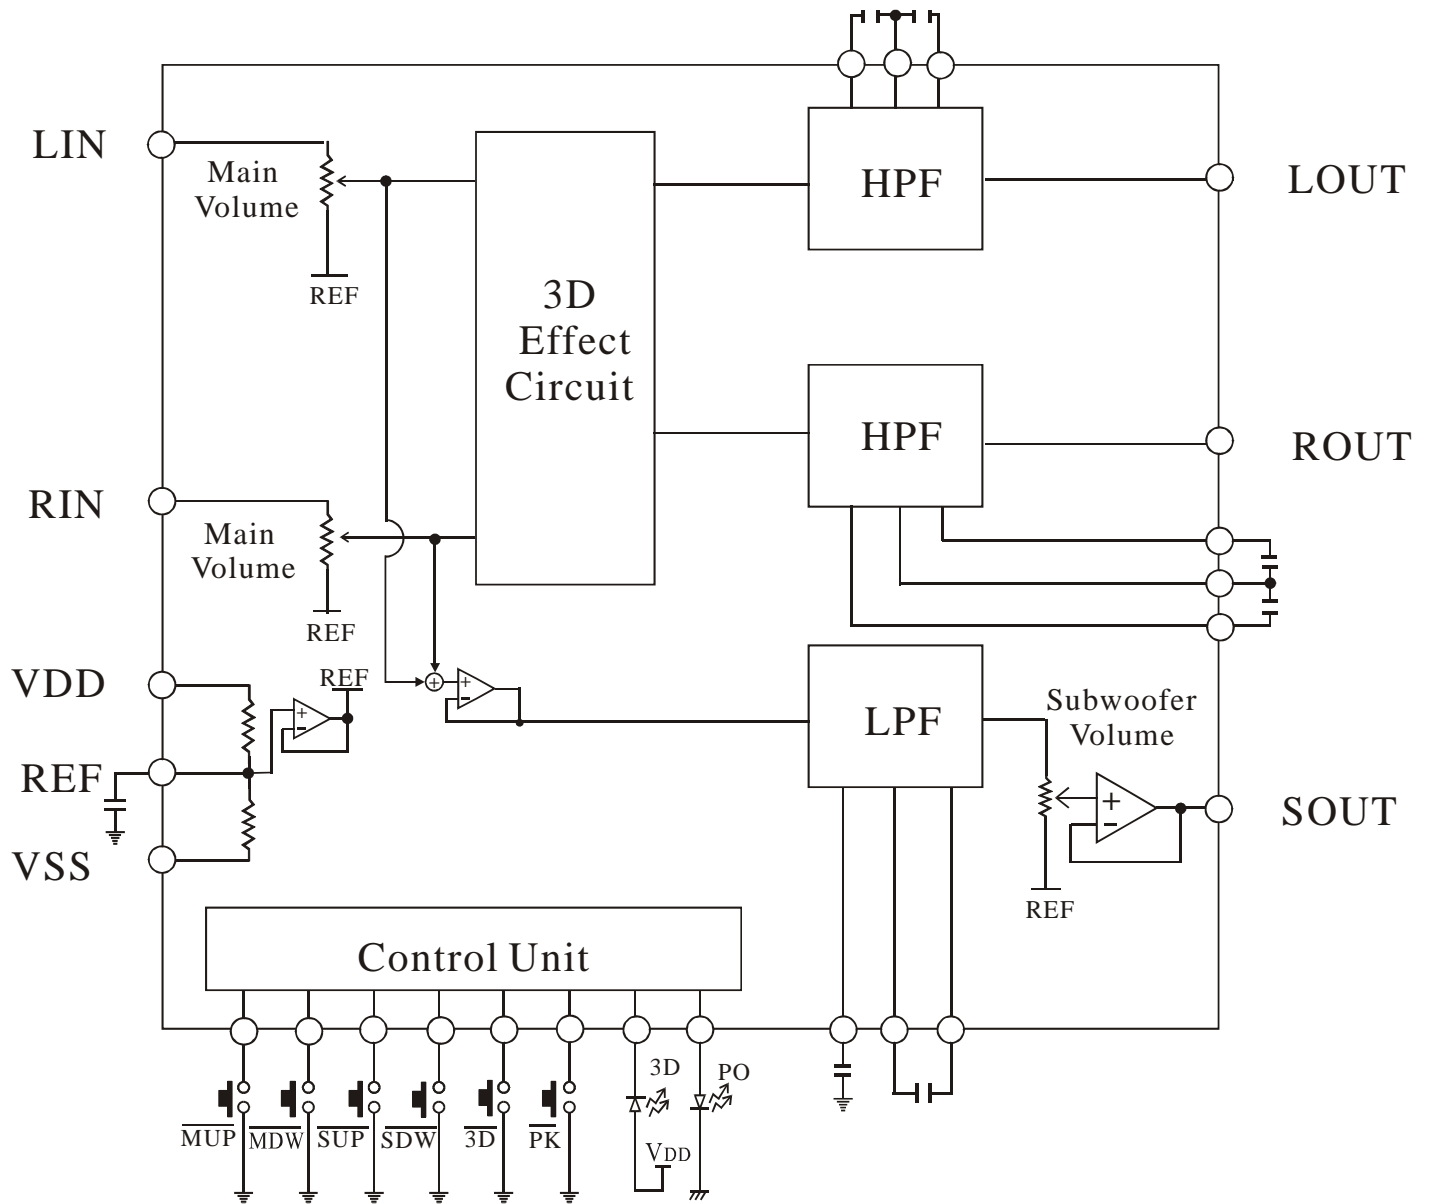 LIN
Main
Volume
REF
HPF
LOUT
3D
Effect
Circuit
HPF
ROUT
RIN
Main
Volume
REF
VDD
REF
+
-
+
+
-
LPF
Subwoofer
Volume
REF
+
-
SOUT
VSS
REF
Control Unit
3D
PO
MUP
MDW
SUP
SDW
3D
PK
VDD